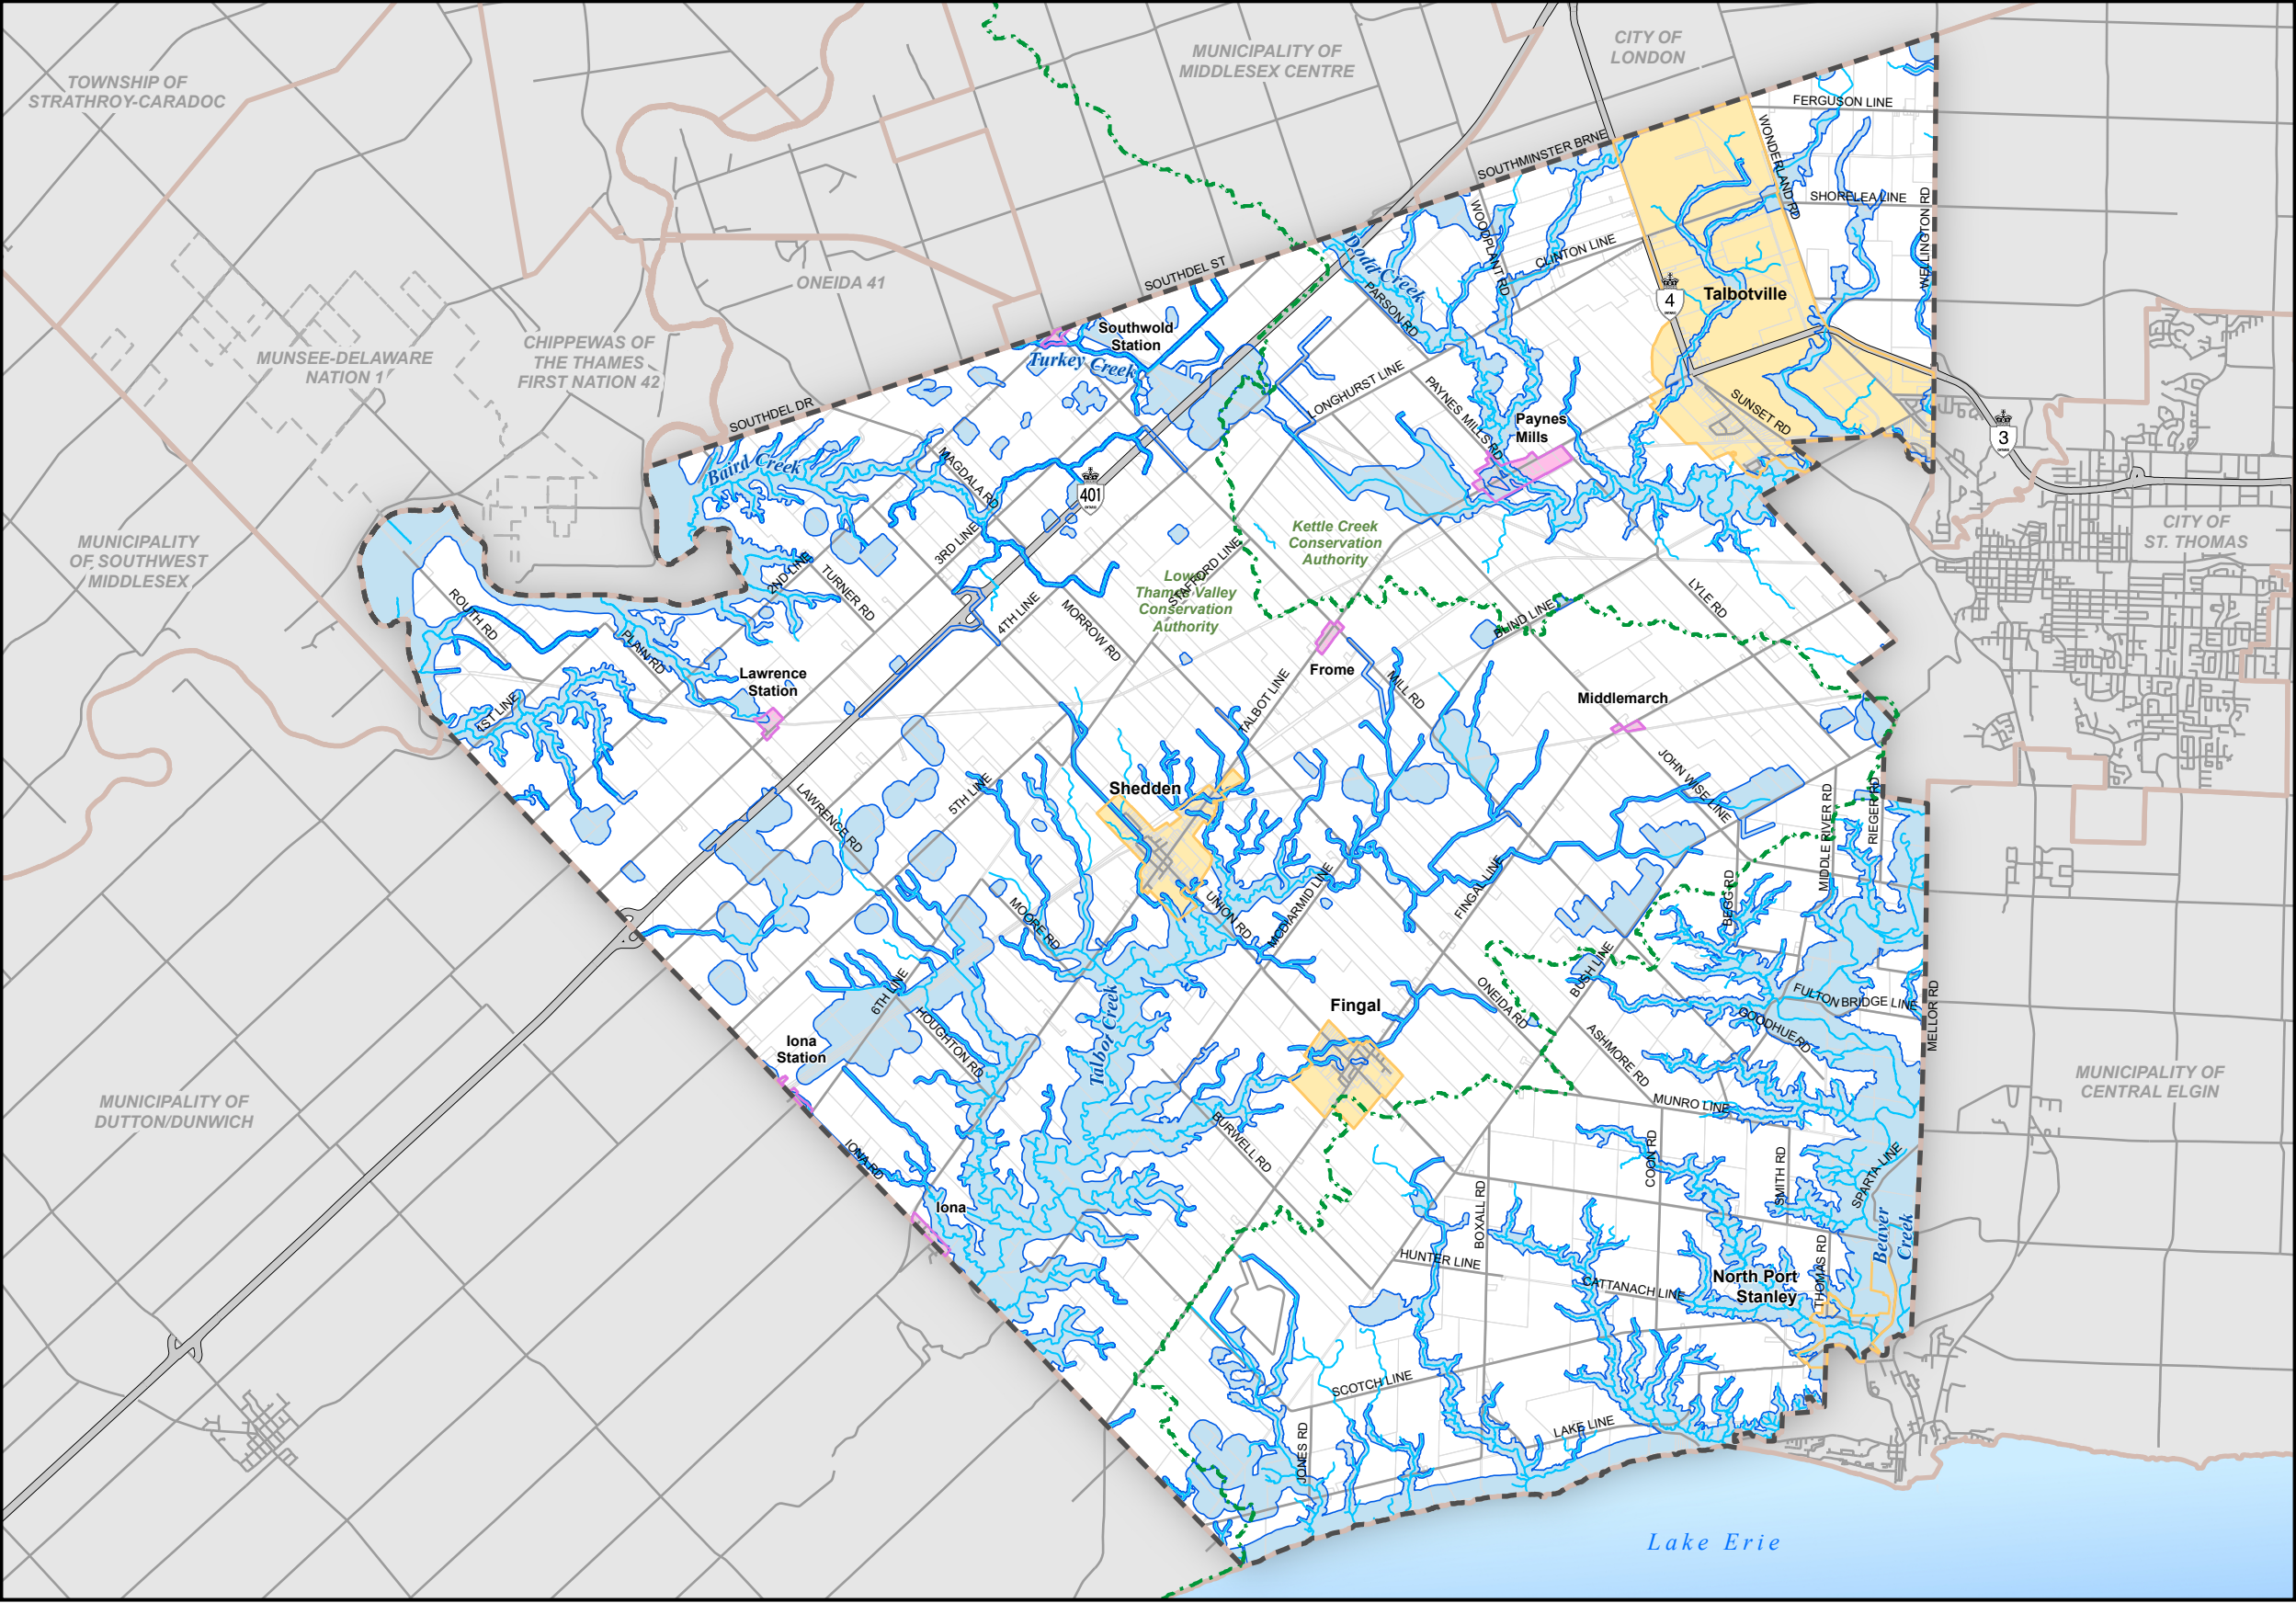 TOWNSHIP OF
STRATHROY-CARADOC
MUNICIPALITY OF
MIDDLESEX CENTRE
CITY OF
LONDON
FERGUSON LINE
WONDERLAND RD
SOUTHMINSTER BRNE
SHORELEA LINE
WELLINGTON RD
WOODPLANT RD
CLINTON LINE
Dodd Creek
PARSON RD
SOUTHDEL ST
ONEIDA 41
4
Talbotville
Southwold
Station
Turkey Creek
CHIPPEWAS OF
THE THAMES
FIRST NATION 42
MUNSEE-DELAWARE
NATION 1
LONGHURST LINE
PAYNES MILLS RD
Paynes
Mills
SUNSET RD
3
SOUTHDEL DR
Baird Creek
MAGDALA RD
401
3RD LINE
Kettle Creek
Conservation
Authority
CITY OF
ST. THOMAS
MUNICIPALITY
OF SOUTHWEST
MIDDLESEX
2ND LINE
TURNER RD
STAFFORD LINE
Lower
Thames Valley
Conservation
Authority
4TH LINE
MORROW RD
ROUTH RD
PLAIN RD
LYLE RD
BLIND LINE
Lawrence
Station
Frome
MILL RD
TALBOT LINE
Middlemarch
1ST LINE
JOHN WISE LINE
Shedden
5TH LINE
LAWRENCE RD
MIDDLE RIVER RD
RIEGER RD
BEGG RD
FINGAL LINE
MCDIARMID LINE
UNION RD
MOORE RD
BUSH LINE
ONEIDA RD
6TH LINE
HOUGHTON RD
Talbot Creek
Fingal
FULTON BRIDGE LINE
GOODHUE RD
MELLOR RD
ASHMORE RD
Iona
Station
MUNICIPALITY OF
DUTTON/DUNWICH
MUNICIPALITY OF
CENTRAL ELGIN
MUNRO LINE
BURWELL RD
IONA RD
COON RD
SMITH RD
SPARTA LINE
Iona
BOXALL RD
Beaver
Creek
HUNTER LINE
CATTANACH LINE
North Port
Stanley
THOMAS RD
SCOTCH LINE
LAKE LINE
JONES RD
Lake Erie